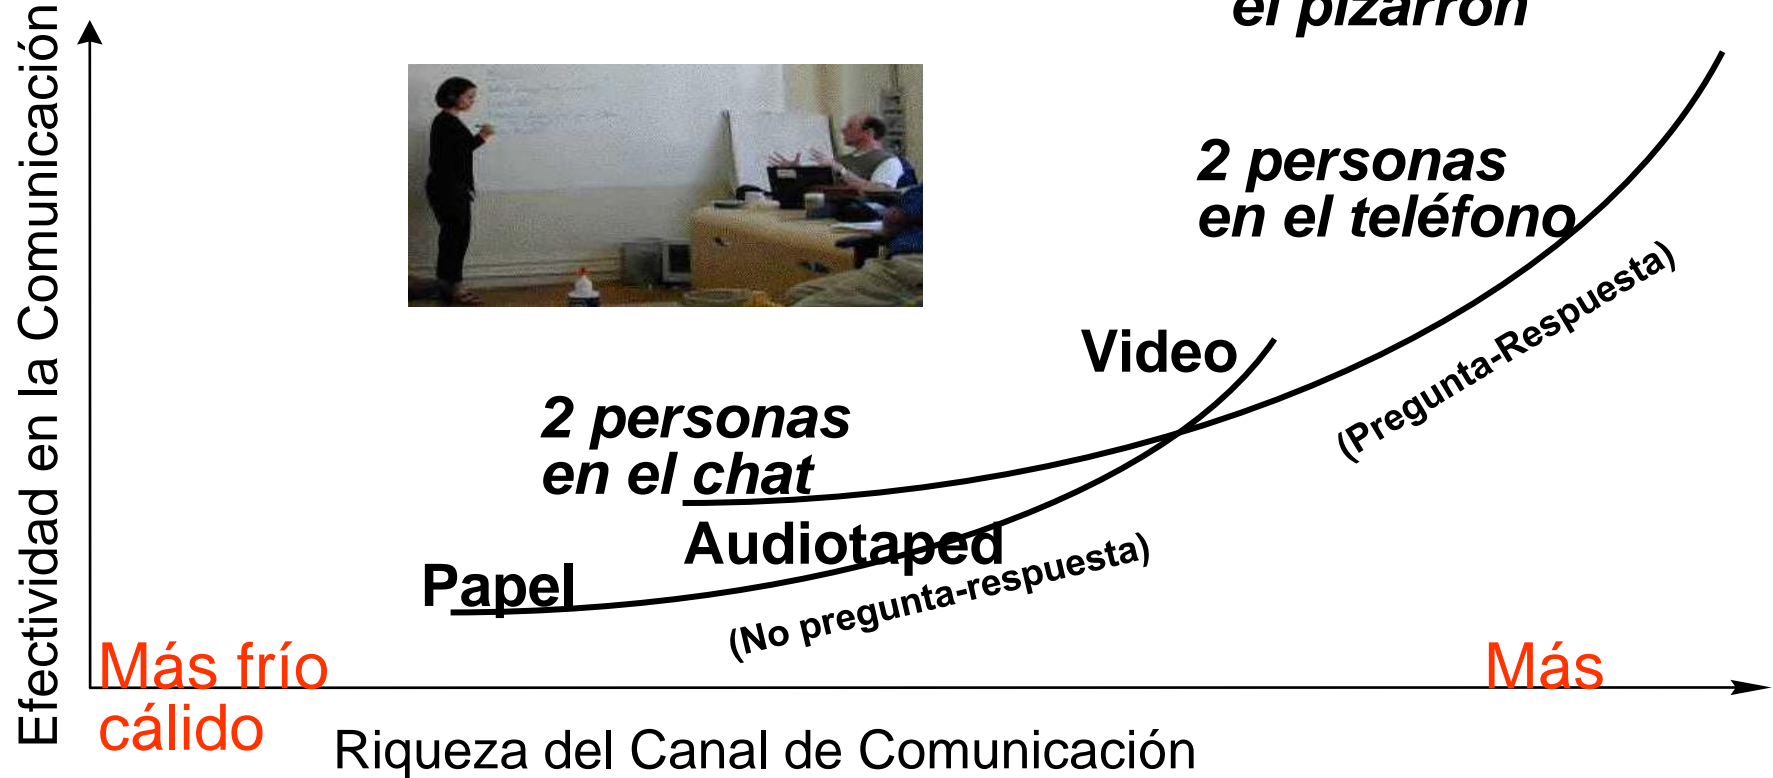 el pizarrón
2 personas
en el teléfono
(Pregunta-Respuesta)
Video
2 personas
en el chat
Audiotaped
Papel
(No pregunta-respuesta)
Más frío
Más
cálido
Riqueza del Canal de Comunicación
Efectividad en la Comunicación